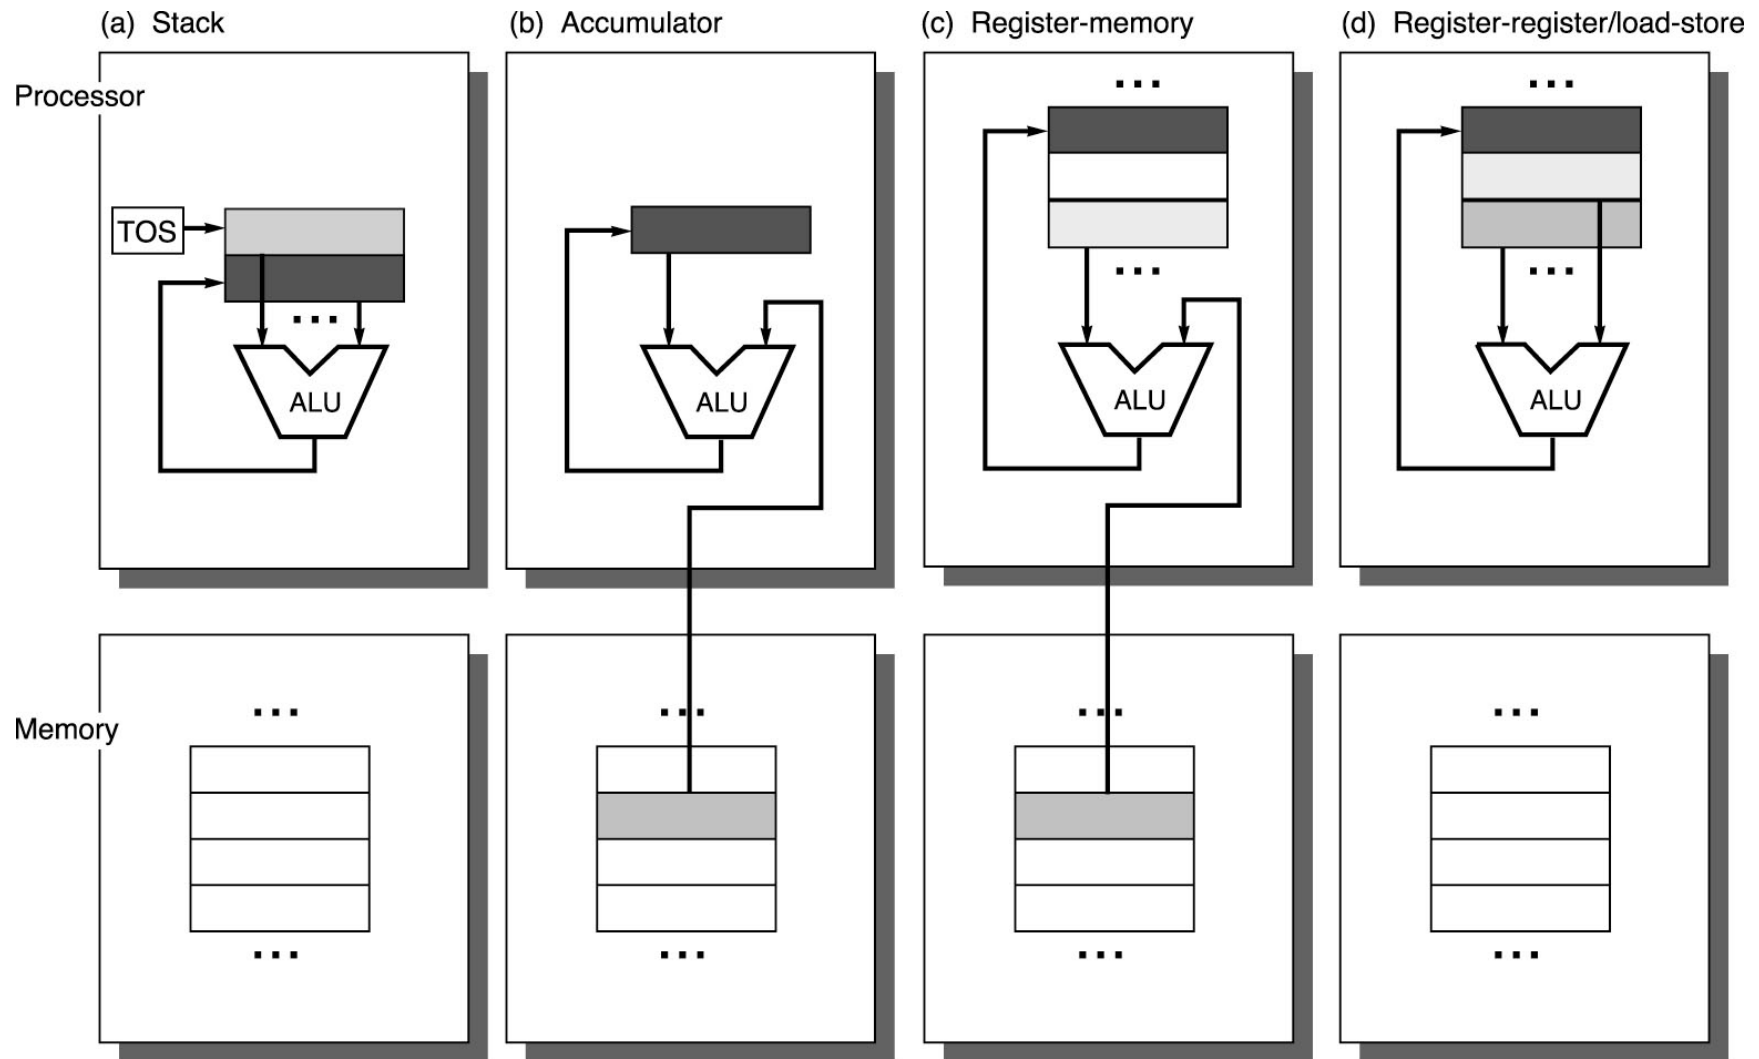 (a) Stack
(b) Accumulator
(c) Register-memory
(d) Register-register/load-store
Processor
TOS
ALU
ALU
ALU
ALU
Memory